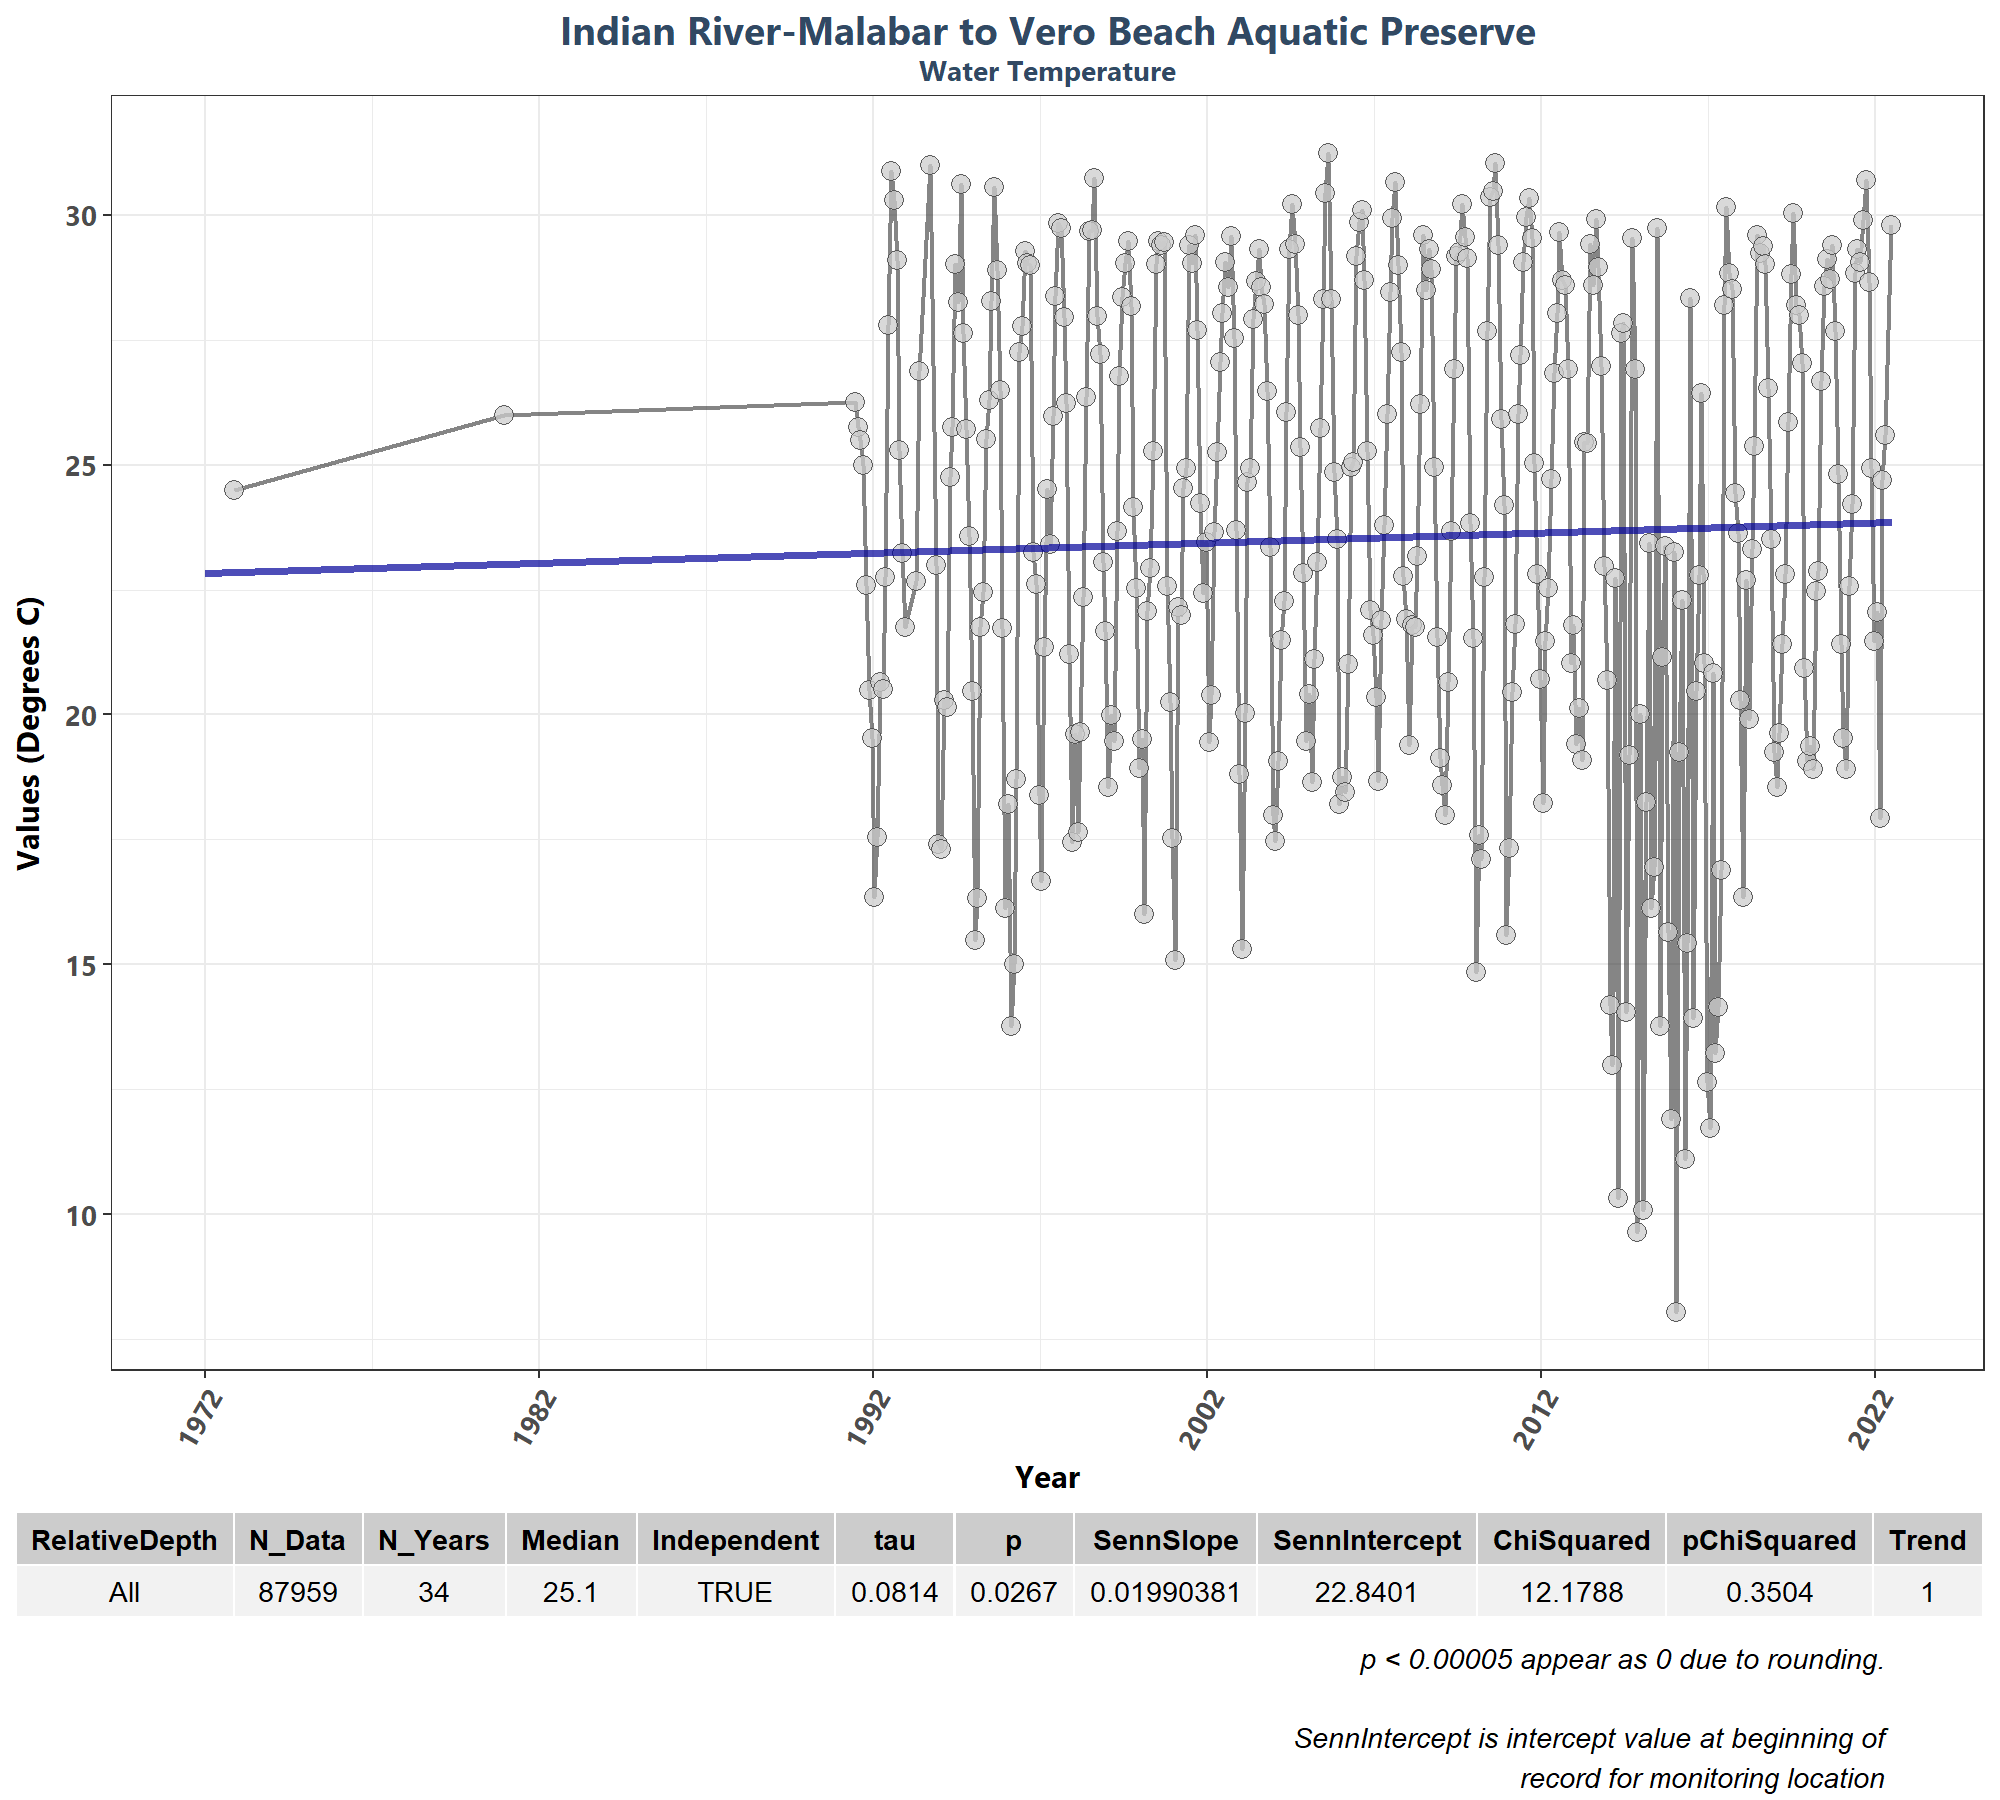 Indian River-Malabar to Vero Beach Aquatic Preserve
Water Temperature
Values (Degrees C)
30
25
20
15
10
1972
1982
1992
2002
2012
2022
Year
RelativeDepth N_Data N_Years Median Independent tau p SennSlope SennIntercept ChiSquared pChiSquared Trend
All 87959 34 25.1 TRUE 0.0814 0.0267 0.01990381 22.8401 12.1788 0.3504 1
p < 0.00005 appear as 0 due to rounding.
SennIntercept is intercept value at beginning of
record for monitoring location